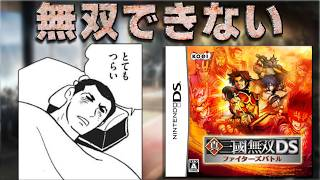 無双できない
とても
つらい
KOEI
NINTENDO DS
真・三國無双DS
ファイターズバトル